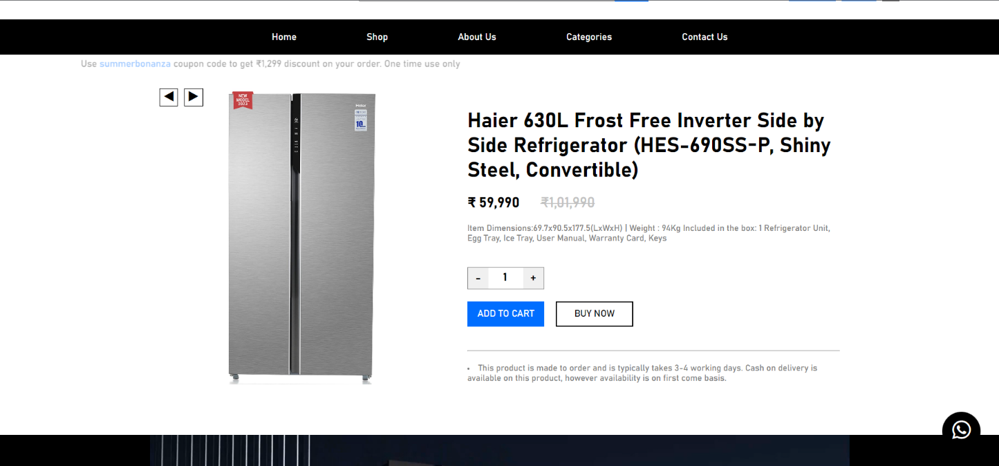 Home Shop About Us Categories Contact Us
Use summerbonanza coupon code to get ₹1,299 discount on your order. One time use only
NEW
MODEL
2023
Haier
10
Haier 630L Frost Free Inverter Side by
Side Refrigerator (HES-690SS-P, Shiny
Steel, Convertible)
₹ 59,990 ₹1,01,990
Item Dimensions:69.7x90.5x177.5(LxWxH) | Weight : 94Kg Included in the box: 1 Refrigerator Unit,
Egg Tray, Ice Tray, User Manual, Warranty Card, Keys
- 1 +
ADD TO CART BUY NOW
• This product is made to order and is typically takes 3-4 working days. Cash on delivery is
available on this product, however availability is on first come basis.